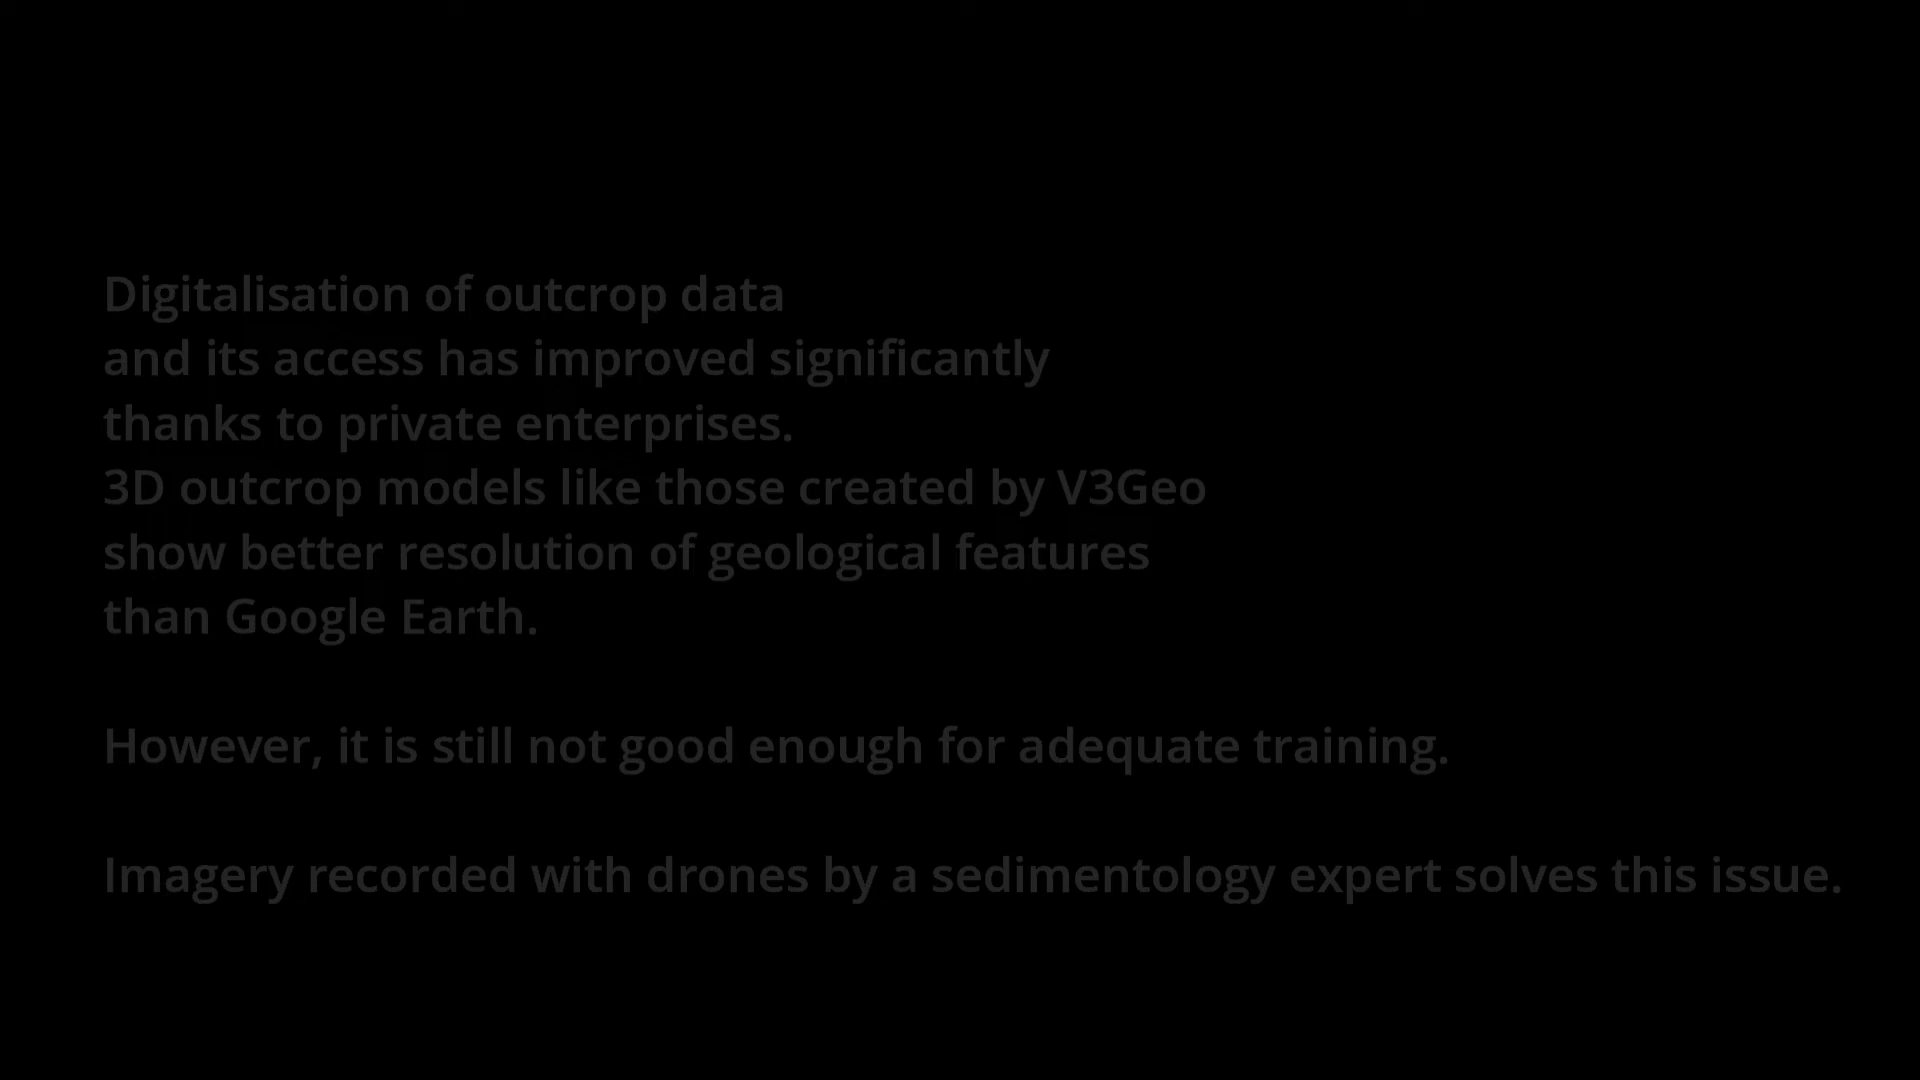 Digitalisation of outcrop data
and its access has improved significantly
thanks to private enterprises.
3D outcrop models like those created by V3Geo
show better resolution of geological features
than Google Earth.
However, it is still not good enough for adequate training.
Imagery recorded with drones by a sedimentology expert solves this issue.